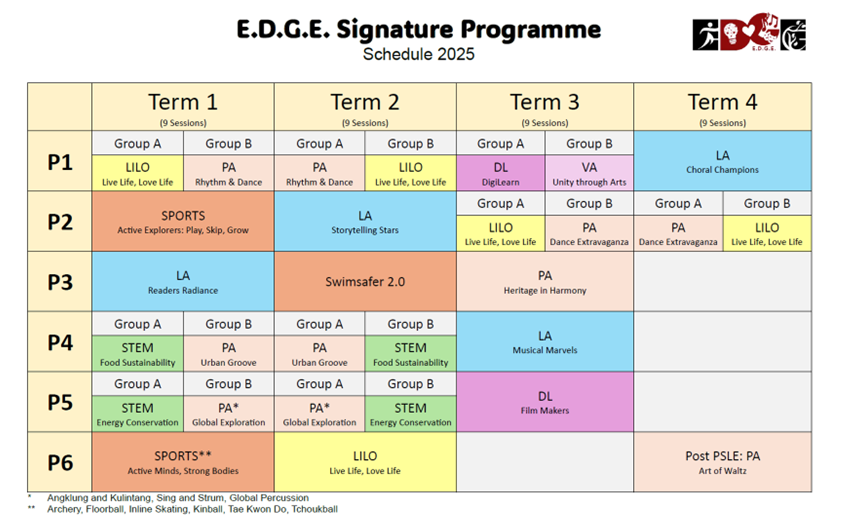 E.D.G.E. Signature Programme
Schedule 2025
E.D.G.E.
Term 1
(9 Sessions)
Term 2
(9 Sessions)
Term 3
(9 Sessions)
Term 4
(9 Sessions)
P1
Group A
Group B
Group A
Group B
Group A
Group B
LILO
Live Life, Love Life
PA
Rhythm & Dance
PA
Rhythm & Dance
LILO
Live Life, Love Life
DL
DigiLearn
VA
Unity through Arts
LA
Choral Champions
P2
SPORTS
Active Explorers: Play, Skip, Grow
LA
Storytelling Stars
Group A
Group B
Group A
Group B
LILO
Live Life, Love Life
PA
Dance Extravaganza
PA
Dance Extravaganza
LILO
Live Life, Love Life
P3
LA
Readers Radiance
Swimsafer 2.0
PA
Heritage in Harmony
P4
Group A
Group B
Group A
Group B
STEM
Food Sustainability
PA
Urban Groove
PA
Urban Groove
STEM
Food Sustainability
LA
Musical Marvels
P5
Group A
Group B
Group A
Group B
STEM
Energy Conservation
PA*
Global Exploration
PA*
Global Exploration
STEM
Energy Conservation
DL
Film Makers
P6
SPORTS**
Active Minds, Strong Bodies
LILO
Live Life, Love Life
Post PSLE: PA
Art of Waltz
* Angklung and Kulintang, Sing and Strum, Global Percussion
** Archery, Floorball, Inline Skating, Kinball, Tae Kwon Do, Tchoukball